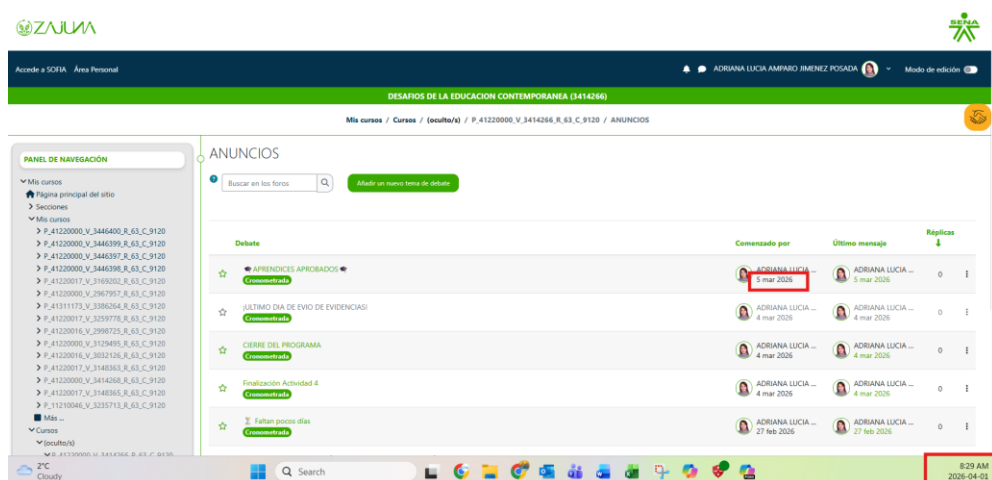 ZAJUNA
SENA
Accede a SOFIA Área Personal
ADRIANA LUCIA AMPARO JIMENEZ POSADA
Modo de edición
DESAFIOS DE LA EDUCACION CONTEMPORANEA (3414266)
Mis cursos / Cursos / (oculto/s) / P_41220000_V_3414266_R_63_C_9120 / ANUNCIOS
PANEL DE NAVEGACIÓN
Mis cursos
Página principal del sitio
Secciones
Mis cursos
P_41220000_V_3446400_R_63_C_9120
P_41220000_V_3446399_R_63_C_9120
P_41220000_V_3446397_R_63_C_9120
P_41220000_V_3446398_R_63_C_9120
P_41220017_V_3169202_R_63_C_9120
P_41220000_V_2967957_R_63_C_9120
P_41311173_V_3386264_R_63_C_9120
P_41220017_V_3259778_R_63_C_9120
P_41220016_V_2998725_R_63_C_9120
P_41220000_V_3129495_R_63_C_9120
P_41220016_V_3032126_R_63_C_9120
P_41220017_V_3148363_R_63_C_9120
P_41220000_V_3414268_R_63_C_9120
P_41220017_V_3148365_R_63_C_9120
P_11210046_V_3235713_R_63_C_9120
Más ...
Cursos
(oculto/s)
P_41220000_V_3414266_R_63_C_9120
ANUNCIOS
Buscar en los foros
Añadir un nuevo tema de debate
Debate
Comenzado por
Último mensaje
Réplicas
APRENDICES APROBADOS
Cronometrada
ADRIANA LUCIA ...
5 mar 2026
ADRIANA LUCIA ...
5 mar 2026
0
¡ULTIMO DIA DE EVIO DE EVIDENCIAS!
Cronometrada
ADRIANA LUCIA ...
4 mar 2026
ADRIANA LUCIA ...
4 mar 2026
0
CIERRE DEL PROGRAMA
Cronometrada
ADRIANA LUCIA ...
4 mar 2026
ADRIANA LUCIA ...
4 mar 2026
0
Finalización Actividad 4
Cronometrada
ADRIANA LUCIA ...
4 mar 2026
ADRIANA LUCIA ...
4 mar 2026
0
Faltan pocos días
Cronometrada
ADRIANA LUCIA ...
27 feb 2026
ADRIANA LUCIA ...
27 feb 2026
0
2°C
Cloudy
Search
8:29 AM
2026-04-01